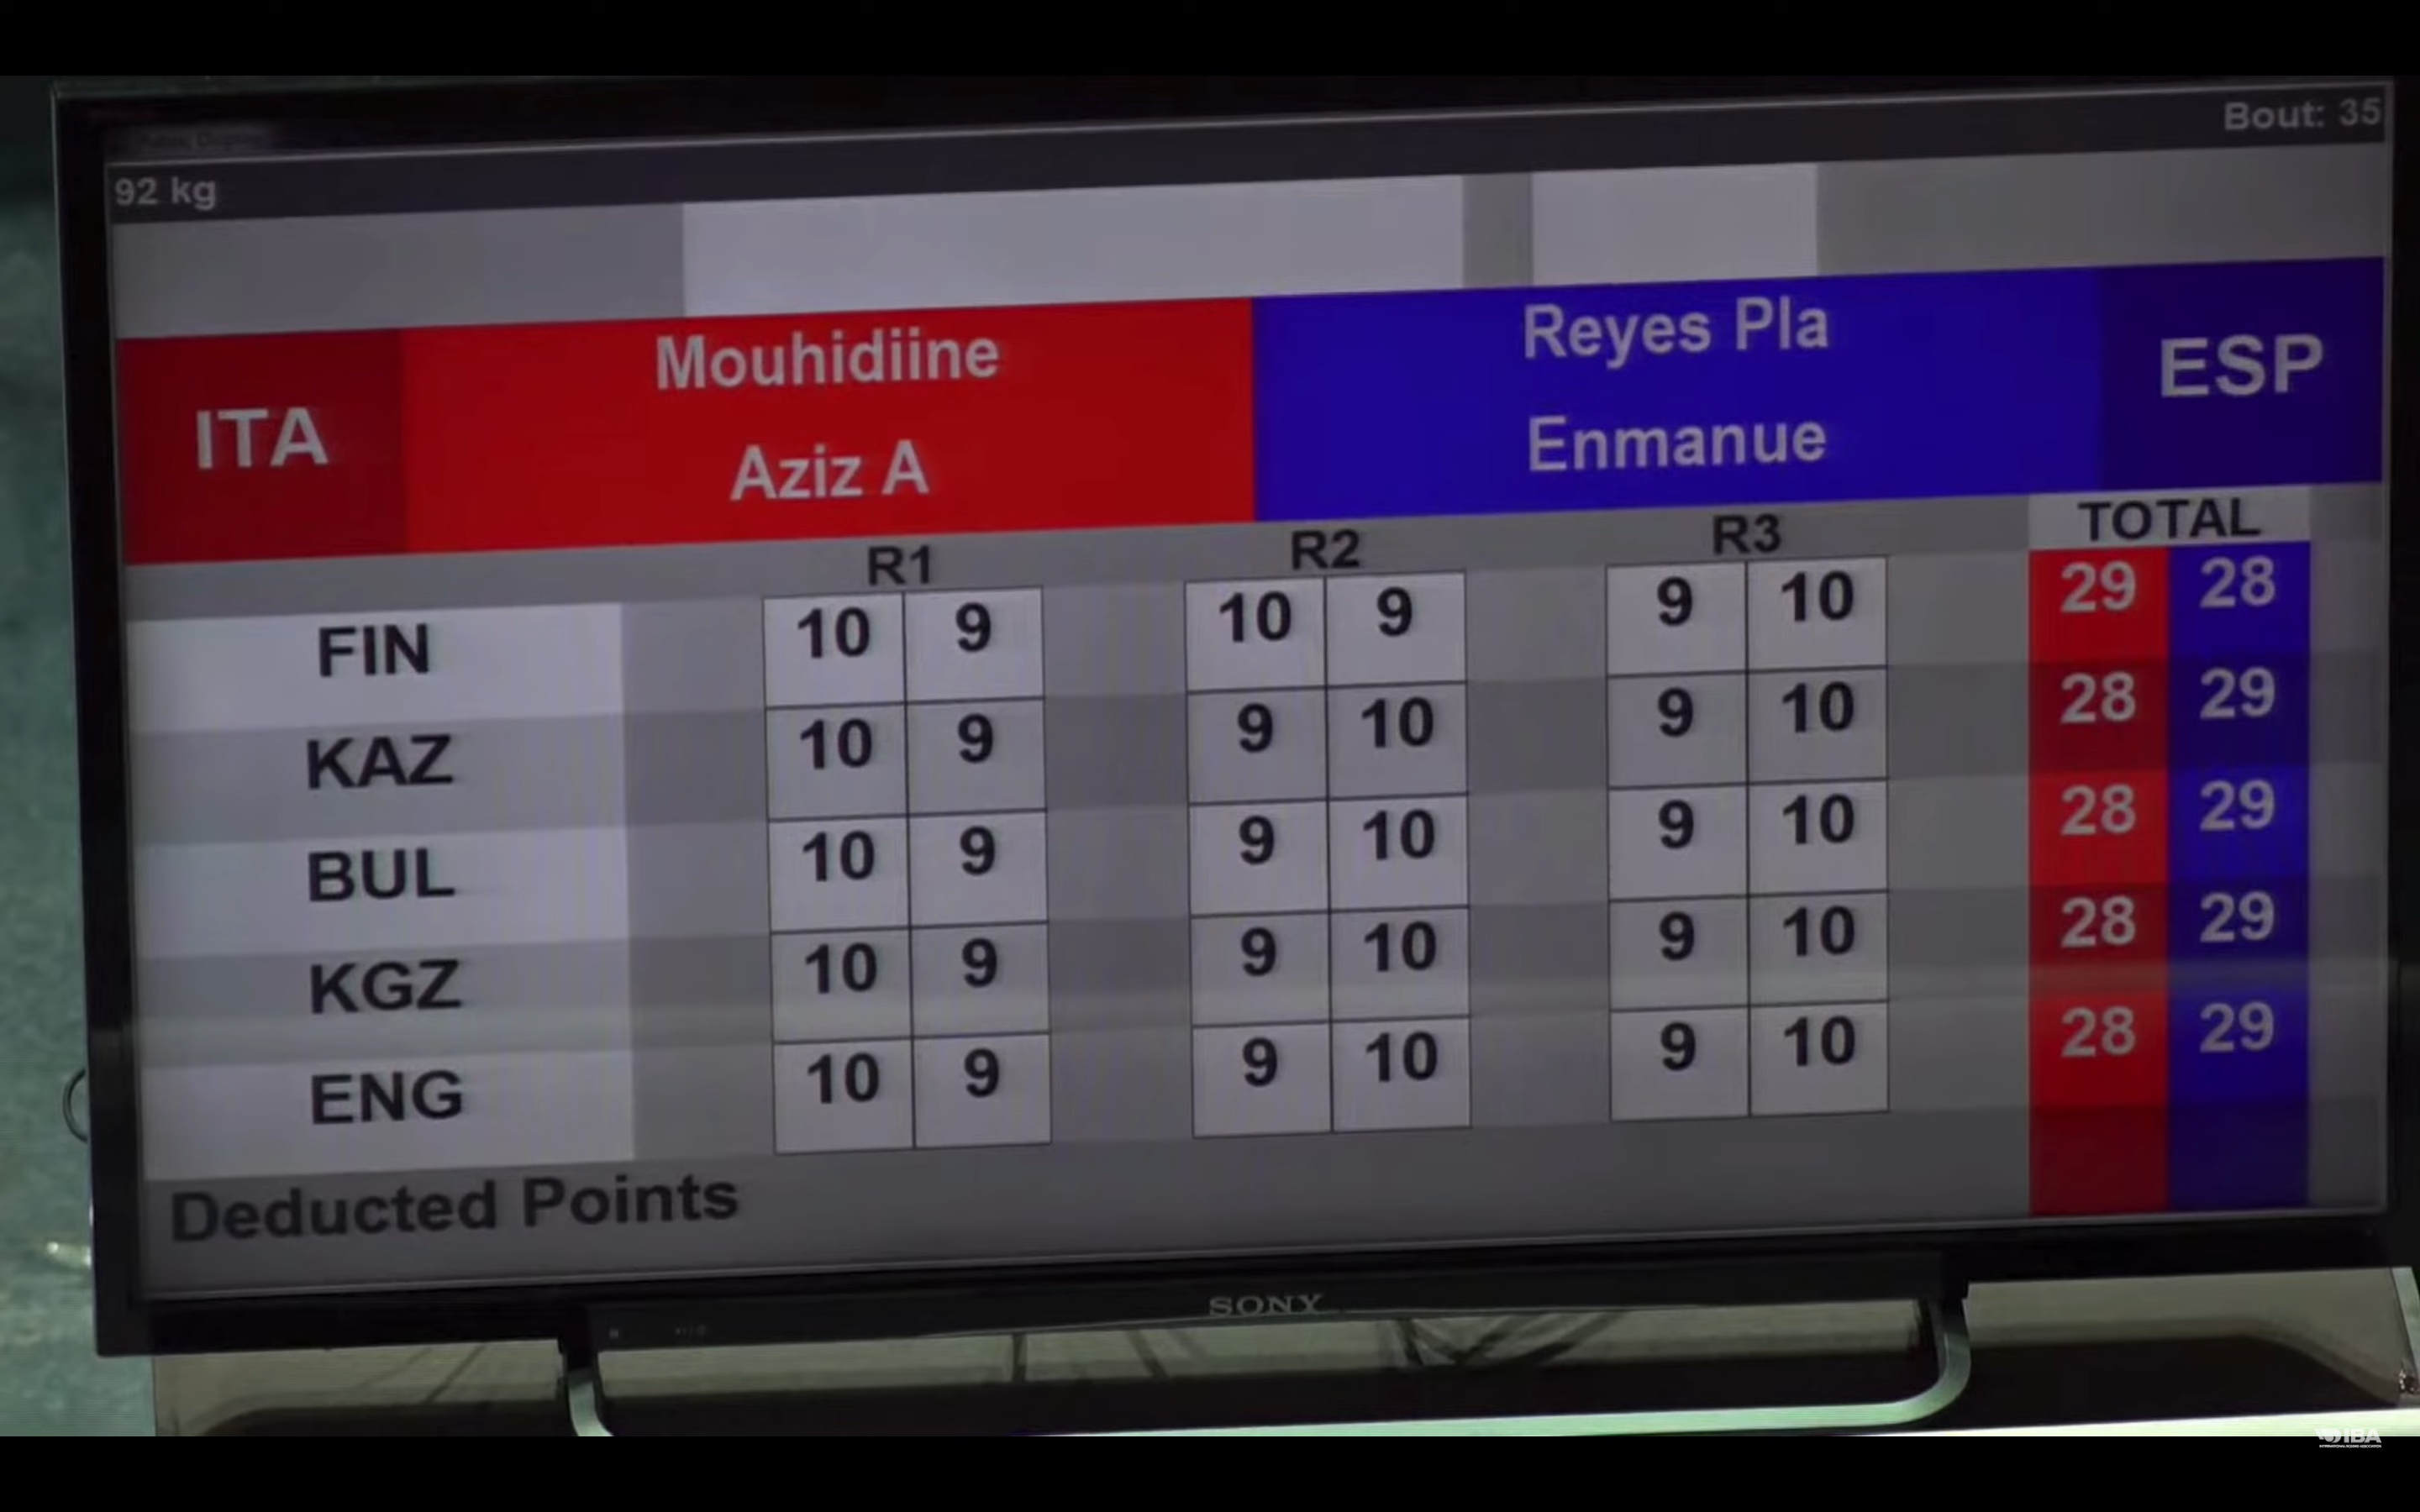 Bout: 35
92 kg
ITA
Mouhidiine
Aziz A
Reyes Pla
Enmanue
ESP
R1 R2 R3 TOTAL
FIN 10 9 10 9 9 10 29 28
KAZ 10 9 9 10 9 10 28 29
BUL 10 9 9 10 9 10 28 29
KGZ 10 9 9 10 9 10 28 29
ENG 10 9 9 10 9 10 28 29
Deducted Points
SONY
IBA